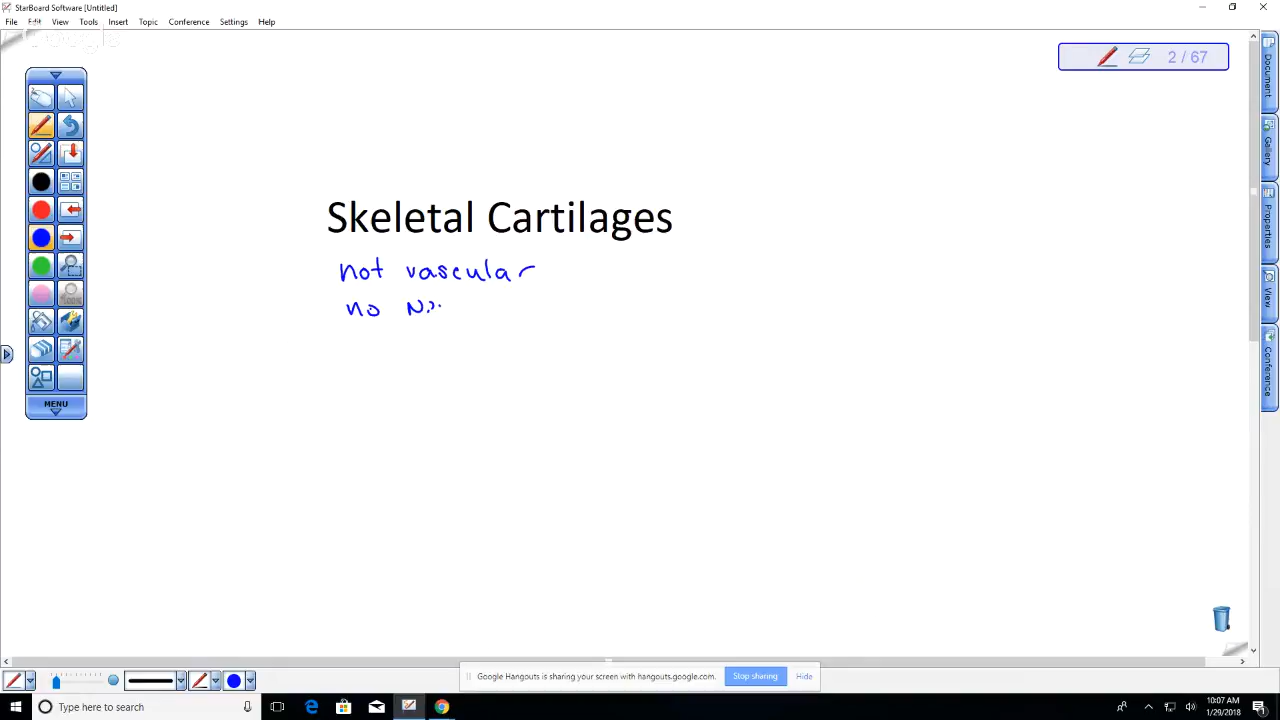 StarBoard Software [Untitled]
File Edit View Tools Insert Topic Conference Settings Help
2 / 67
Document
Gallery
Properties
View
Conference
MENU
Skeletal Cartilages
not vascular
no
Google Hangouts is sharing your screen with hangouts.google.com.
Stop sharing
Hide
Type here to search
10:07 AM
1/29/2018